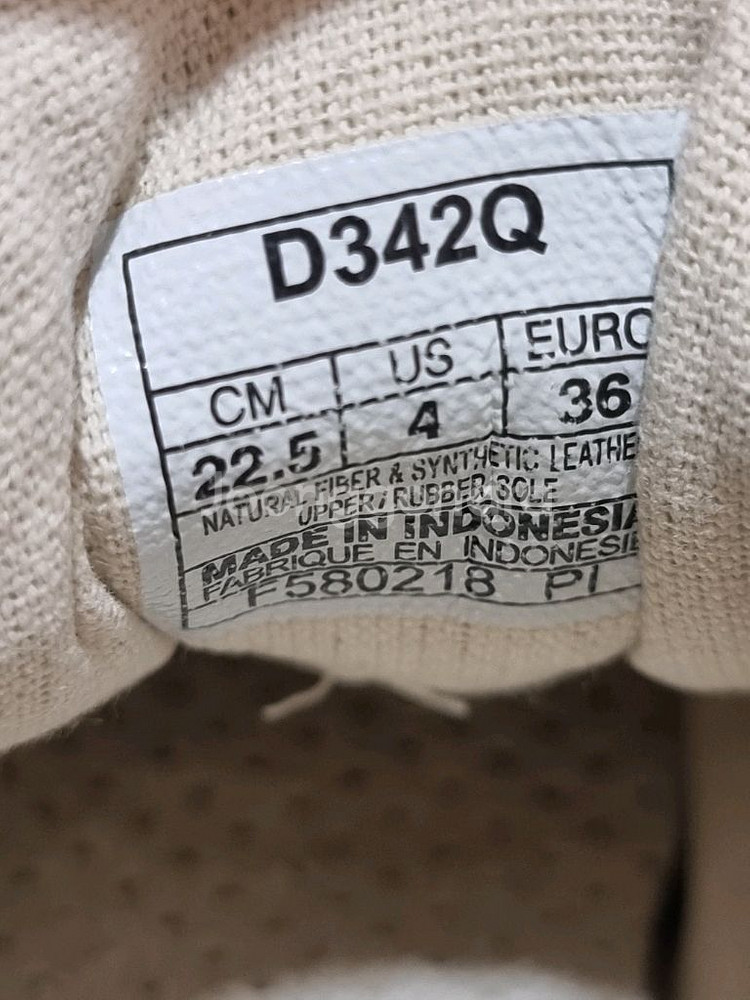 D342Q
CM US EURO
22.5 4 36
NATURAL FIBER & SYNTHETIC LEATHE
UPPER / RUBBER SOLE
MADE IN INDONESIA
FABRIQUE EN INDONESIE
F580218 PI